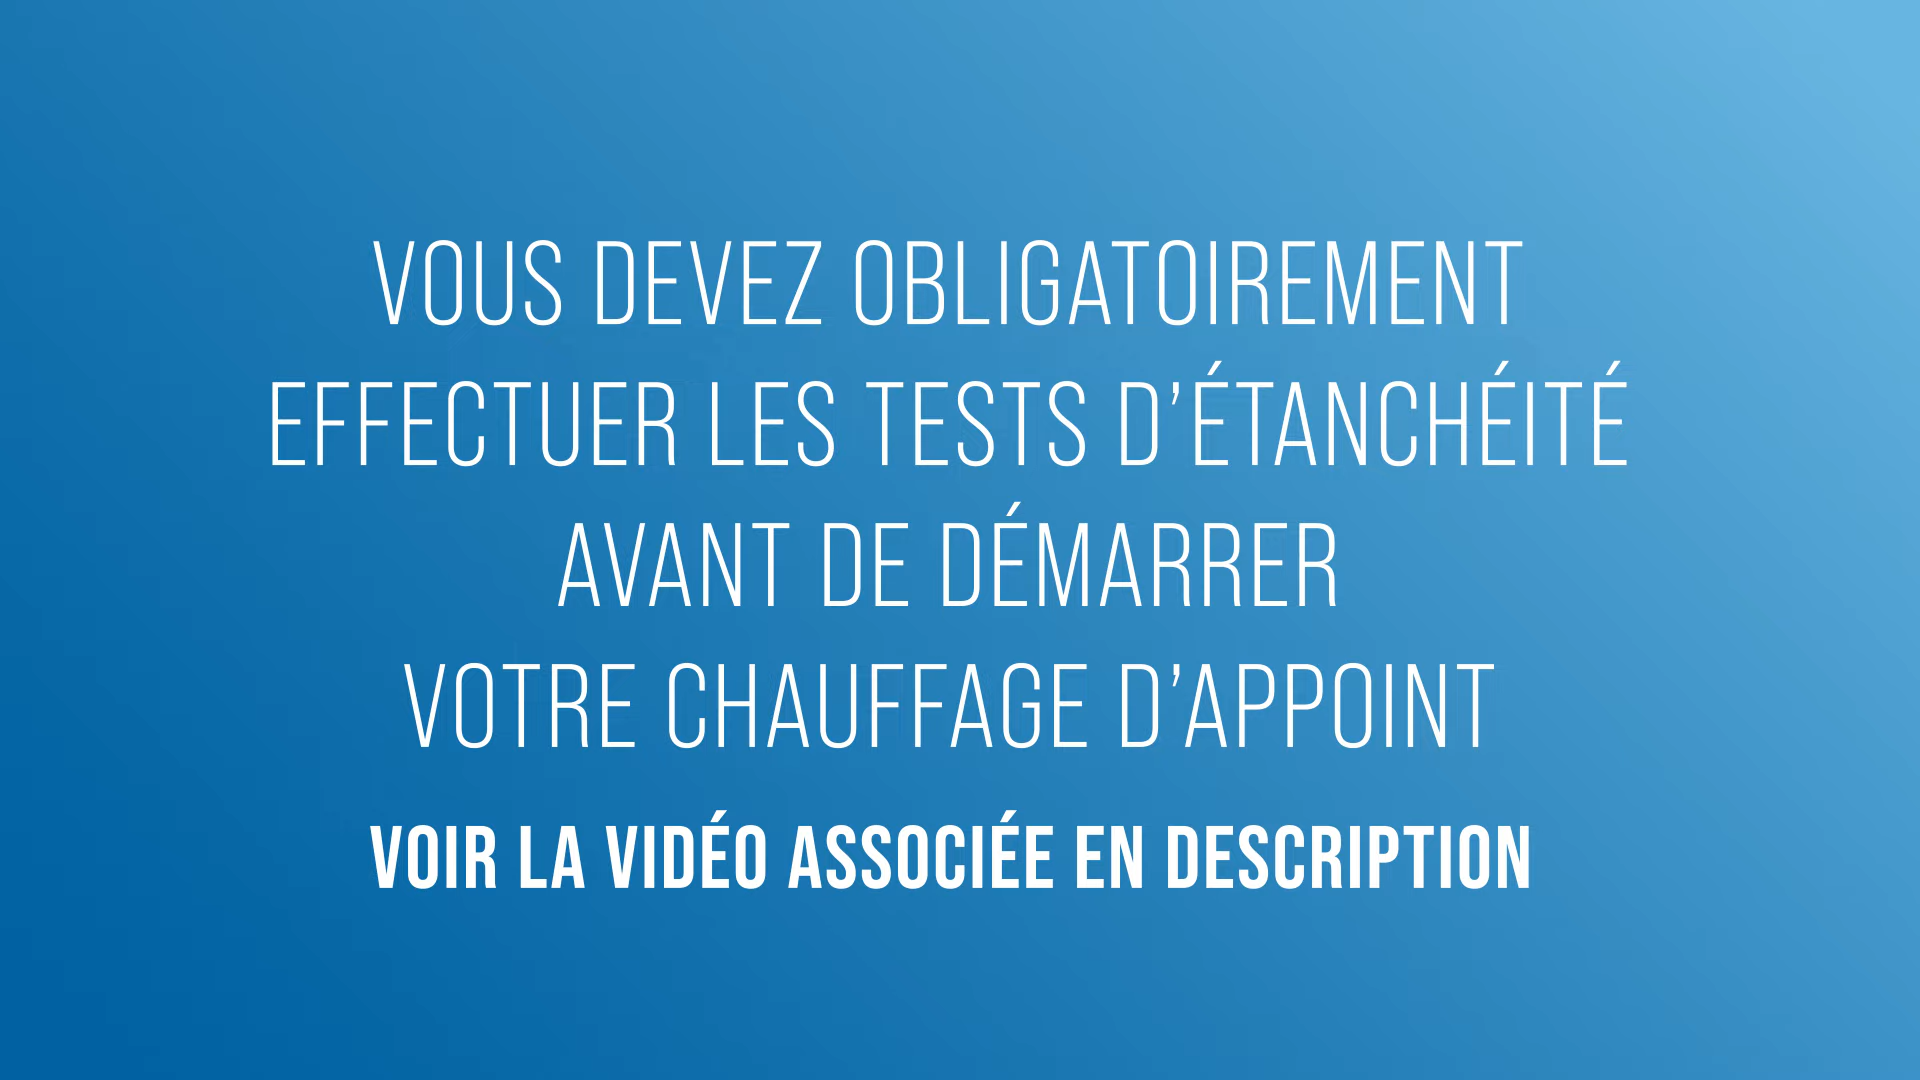 VOUS DEVEZ OBLIGATOIREMENT
EFFECTUER LES TESTS D’ÉTANCHÉITÉ
AVANT DE DÉMARRER
VOTRE CHAUFFAGE D’APPOINT
VOIR LA VIDÉO ASSOCIÉE EN DESCRIPTION